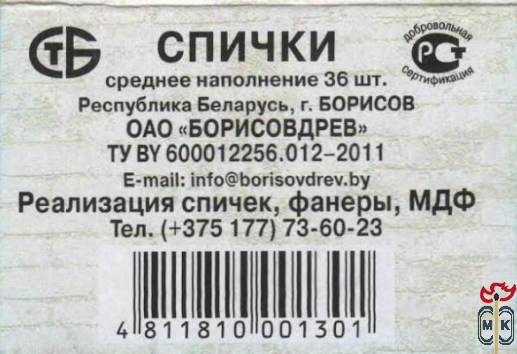 СТБ
СПИЧКИ
добровольная
РСТ
сертификация
среднее наполнение 36 шт.
Республика Беларусь, г. БОРИСОВ
ОАО «БОРИСОВДРЕВ»
ТУ BY 600012256.012–2011
E-mail: info@borisovdrev.by
Реализация спичек, фанеры, МДФ
Тел. (+375 177) 73-60-23
4 811810 001301
М К